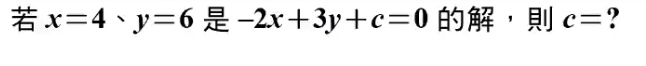 若 x=4、y=6 是 –2x+3y+c=0 的解，則 c=?